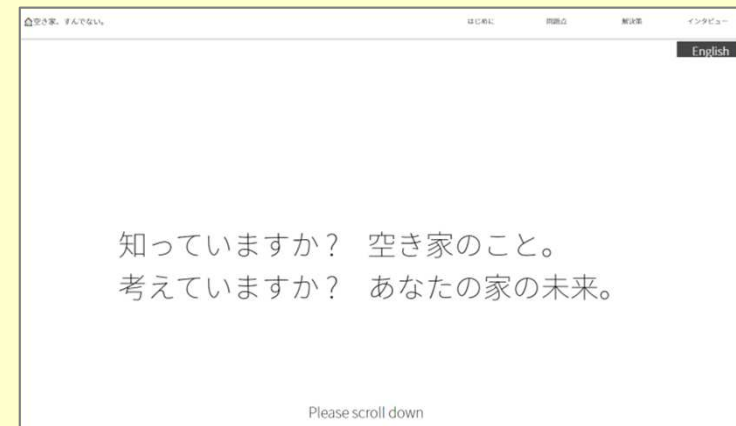 空き家。すんでない。
はじめに
問題点
解決策
インタビュー
English
知っていますか？ 空き家のこと。
考えていますか？ あなたの家の未来。
Please scroll down